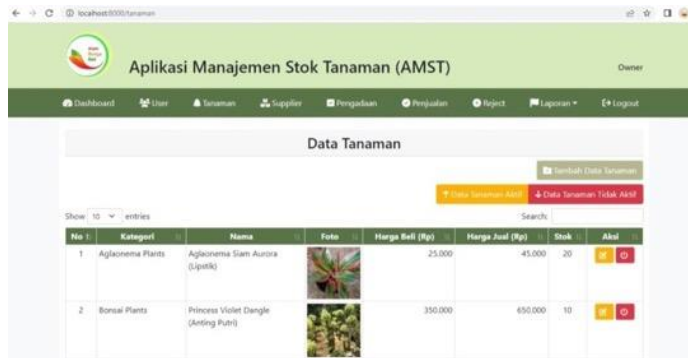 localhost:8000/tanaman
Aplikasi Manajemen Stok Tanaman (AMST)
Owner
Dashboard User Tanaman Supplier Pengadaan Penjualan Reject Laporan Logout
Data Tanaman
Tambah Data Tanaman
Data Tanaman Aktif Data Tanaman Tidak Aktif
Show 10 entries Search:
No Kategori Nama Foto Harga Beli (Rp) Harga Jual (Rp) Stok Aksi
1 Aglaonema Plants Aglaonema Siam Aurora 25.000 45.000 20
(Lipstik)
2 Bonsai Plants Princess Violet Dangle 350.000 650.000 10
(Anting Putri)